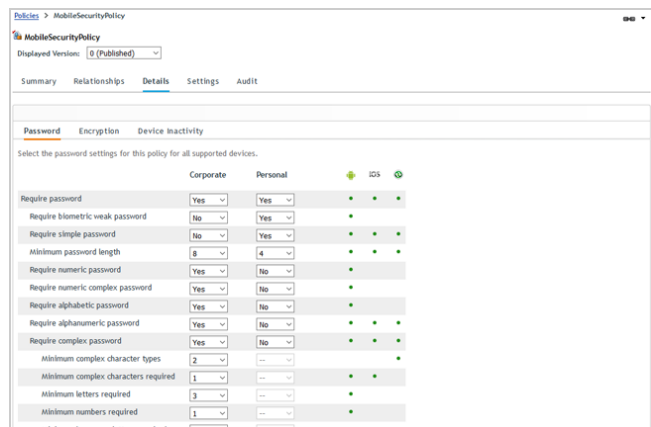 Policies > MobileSecurityPolicy
MobileSecurityPolicy
Displayed Version: 0 (Published)
Summary Relationships Details Settings Audit
Password Encryption Device Inactivity
Select the password settings for this policy for all supported devices.
Corporate Personal iOS
Require password Yes Yes
Require biometric weak password No Yes
Require simple password No Yes
Minimum password length 8 4
Require numeric password Yes No
Require numeric complex password Yes No
Require alphabetic password Yes No
Require alphanumeric password Yes No
Require complex password Yes No
Minimum complex character types 2 --
Minimum complex characters required 1 --
Minimum letters required 3 --
Minimum numbers required 1 --